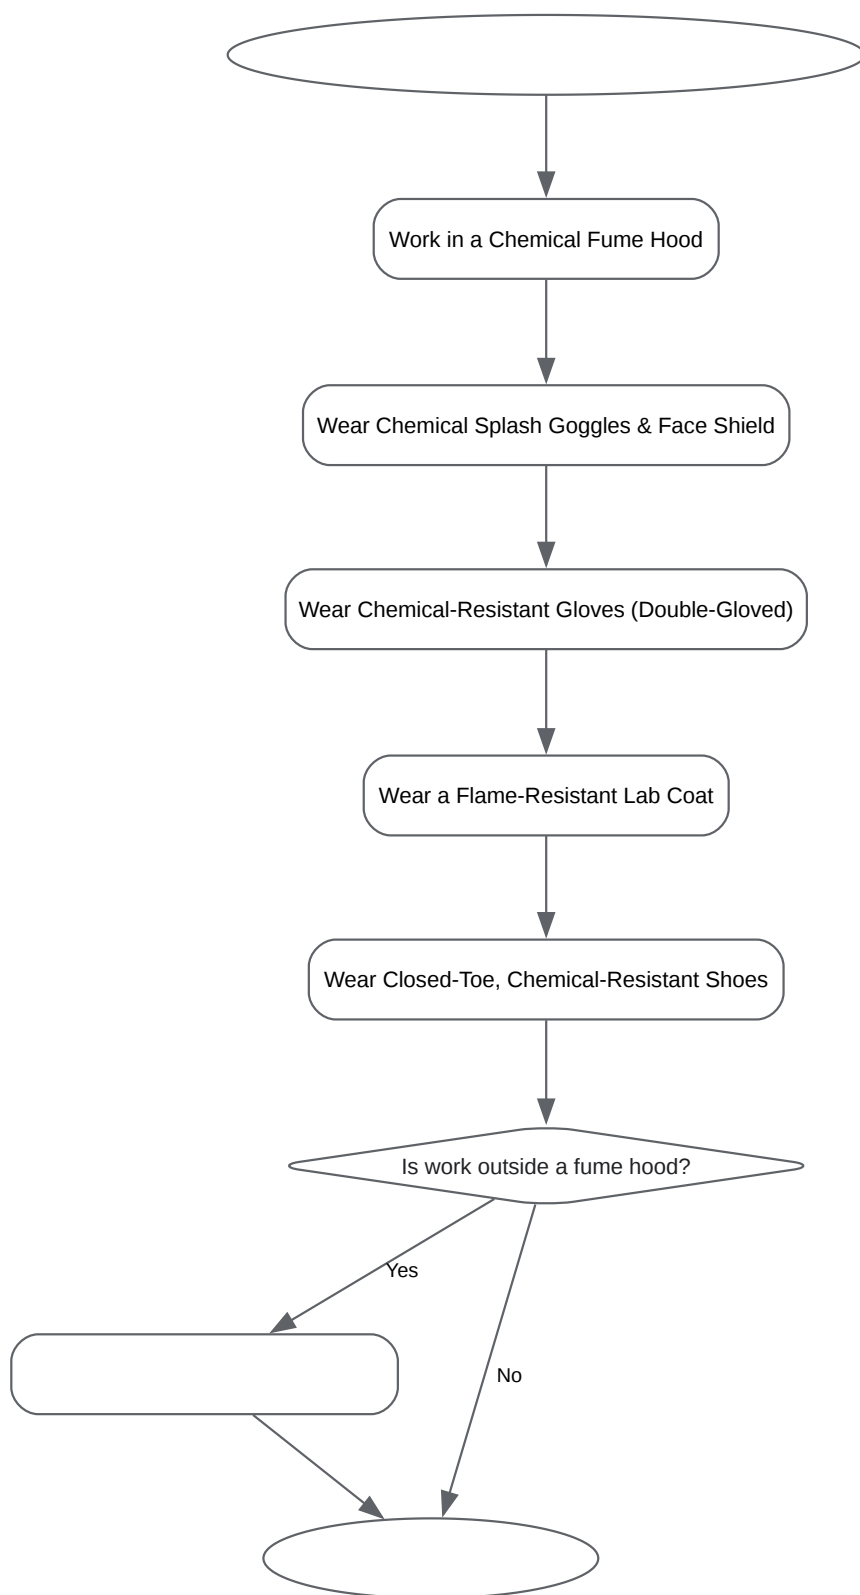 Work in a Chemical Fume Hood
Wear Chemical Splash Goggles & Face Shield
Wear Chemical-Resistant Gloves (Double-Gloved)
Wear a Flame-Resistant Lab Coat
Wear Closed-Toe, Chemical-Resistant Shoes
Is work outside a fume hood?
Yes
No